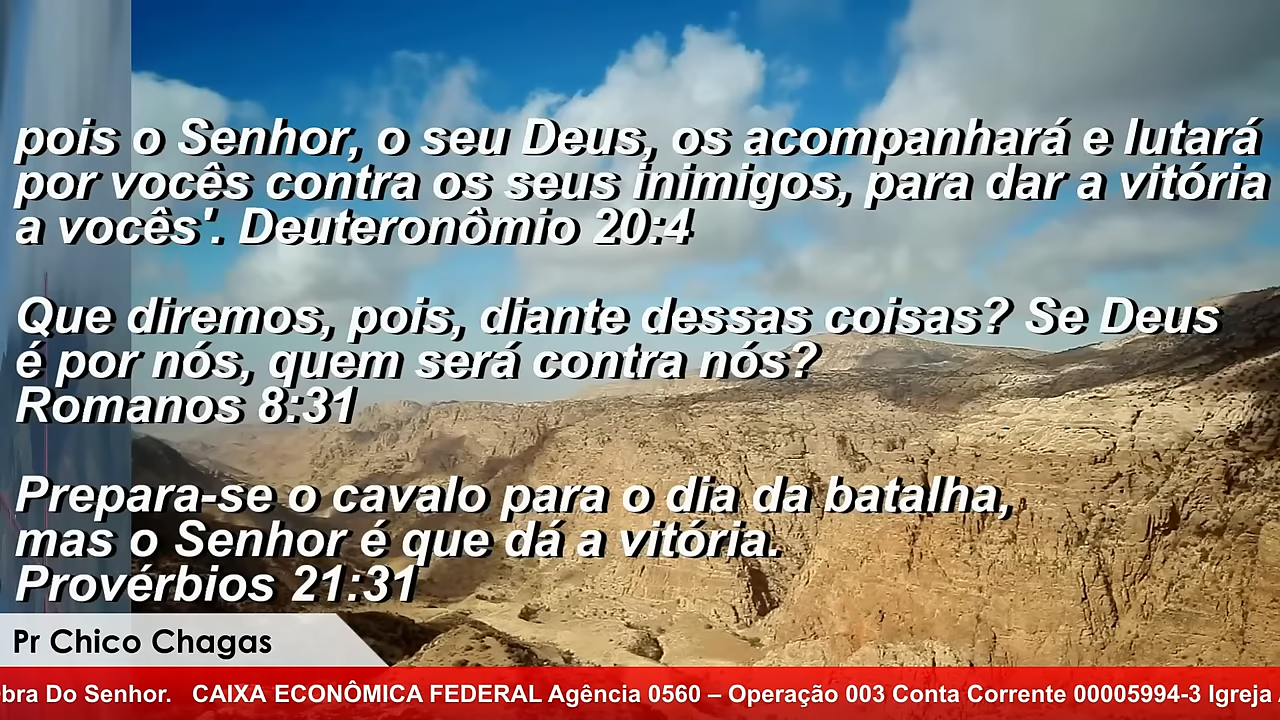 pois o Senhor, o seu Deus, os acompanhará e lutará
por vocês contra os seus inimigos, para dar a vitória
a vocês'. Deuteronômio 20:4
Que diremos, pois, diante dessas coisas? Se Deus
é por nós, quem será contra nós?
Romanos 8:31
Prepara-se o cavalo para o dia da batalha,
mas o Senhor é que dá a vitória.
Provérbios 21:31
Pr Chico Chagas
Do Senhor. CAIXA ECONÔMICA FEDERAL Agência 0560 – Operação 003 Conta Corrente 00005994-3 Igreja